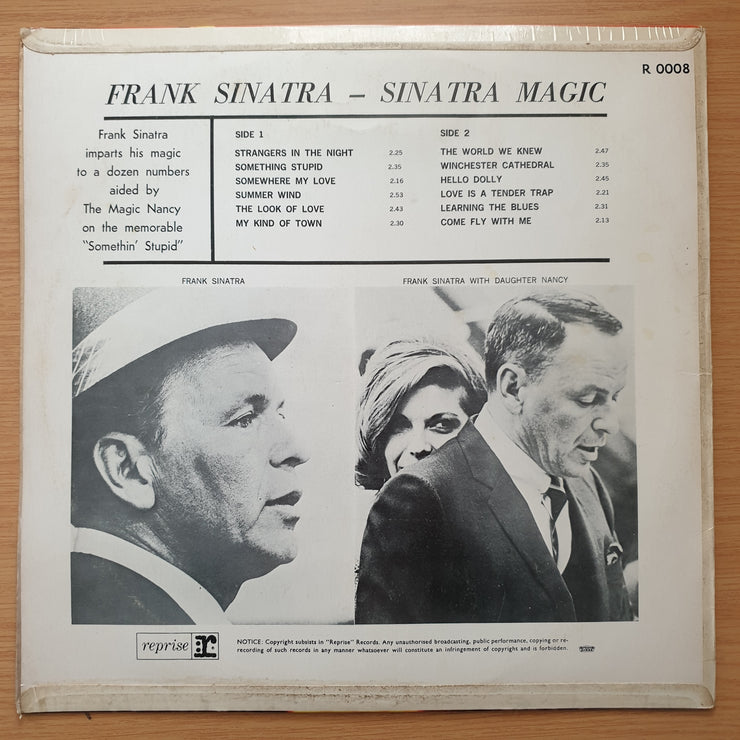 R 0008
FRANK SINATRA – SINATRA MAGIC
Frank Sinatra
imparts his magic
to a dozen numbers
aided by
The Magic Nancy
on the memorable
"Somethin' Stupid"
SIDE 1
STRANGERS IN THE NIGHT 2.25
SOMETHING STUPID 2.35
SOMEWHERE MY LOVE 2.16
SUMMER WIND 2.53
THE LOOK OF LOVE 2.43
MY KIND OF TOWN 2.30
SIDE 2
THE WORLD WE KNEW 2.47
WINCHESTER CATHEDRAL 2.35
HELLO DOLLY 2.45
LOVE IS A TENDER TRAP 2.21
LEARNING THE BLUES 2.31
COME FLY WITH ME 2.13
FRANK SINATRA
FRANK SINATRA WITH DAUGHTER NANCY
reprise r:
NOTICE: Copyright subsists in "Reprise" Records. Any unauthorised broadcasting, public performance, copying or re-
recording of such records in any manner whatsoever will constitute an infringement of copyright and is forbidden.